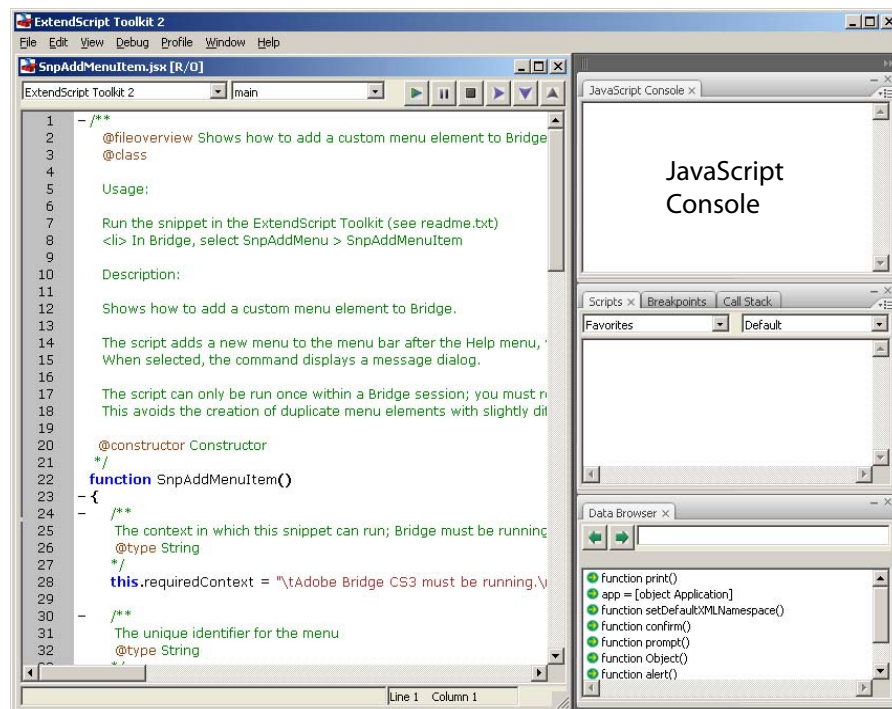 ExtendScript Toolkit 2
File Edit View Debug Profile Window Help
SnpAddMenuItem.jsx [R/O]
ExtendScript Toolkit 2 main
1 - /**
2 @fileoverview Shows how to add a custom menu element to Bridge
3 @class
4
5 Usage:
6
7 Run the snippet in the ExtendScript Toolkit (see readme.txt)
8 <li> In Bridge, select SnpAddMenu > SnpAddMenuItem
9
10 Description:
11
12 Shows how to add a custom menu element to Bridge.
13
14 The script adds a new menu to the menu bar after the Help menu,
15 When selected, the command displays a message dialog.
16
17 The script can only be run once within a Bridge session; you must
18 This avoids the creation of duplicate menu elements with slightly
19
20 @constructor Constructor
21 */
22 function SnpAddMenuItem()
23 - {
24 - /**
25 The context in which this snippet can run; Bridge must be running
26 @type String
27 */
28 this.requiredContext = "\tAdobe Bridge CS3 must be running.\
29
30 - /**
31 The unique identifier for the menu
32 @type String
Line 1 Column 1
JavaScript Console
JavaScript
Console
Scripts Breakpoints Call Stack
Favorites Default
Data Browser
function print()
app = [object Application]
function setDefaultXMLNamespace()
function confirm()
function prompt()
function Object()
function alert()